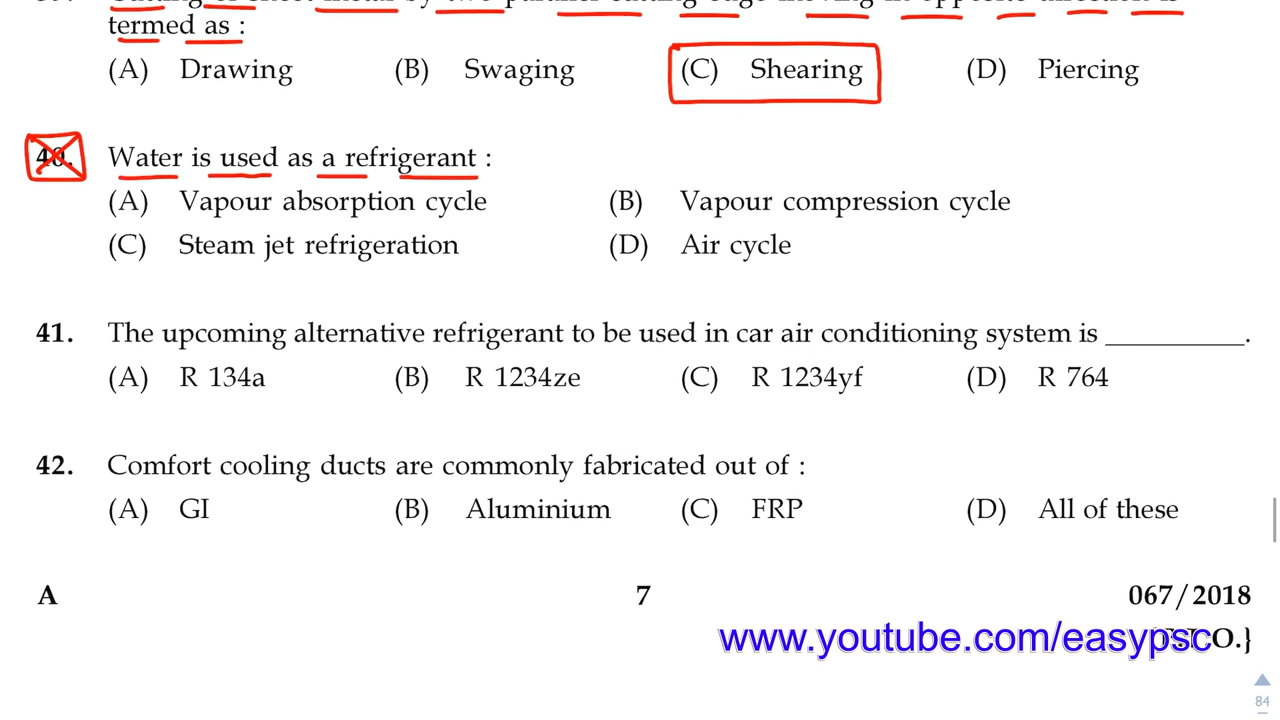 termed as :
(A) Drawing (B) Swaging (C) Shearing (D) Piercing
40. Water is used as a refrigerant :
(A) Vapour absorption cycle (B) Vapour compression cycle
(C) Steam jet refrigeration (D) Air cycle
41. The upcoming alternative refrigerant to be used in car air conditioning system is __________.
(A) R 134a (B) R 1234ze (C) R 1234yf (D) R 764
42. Comfort cooling ducts are commonly fabricated out of :
(A) GI (B) Aluminium (C) FRP (D) All of these
A 7 067/2018
www.youtube.com/easypsc O.}
84